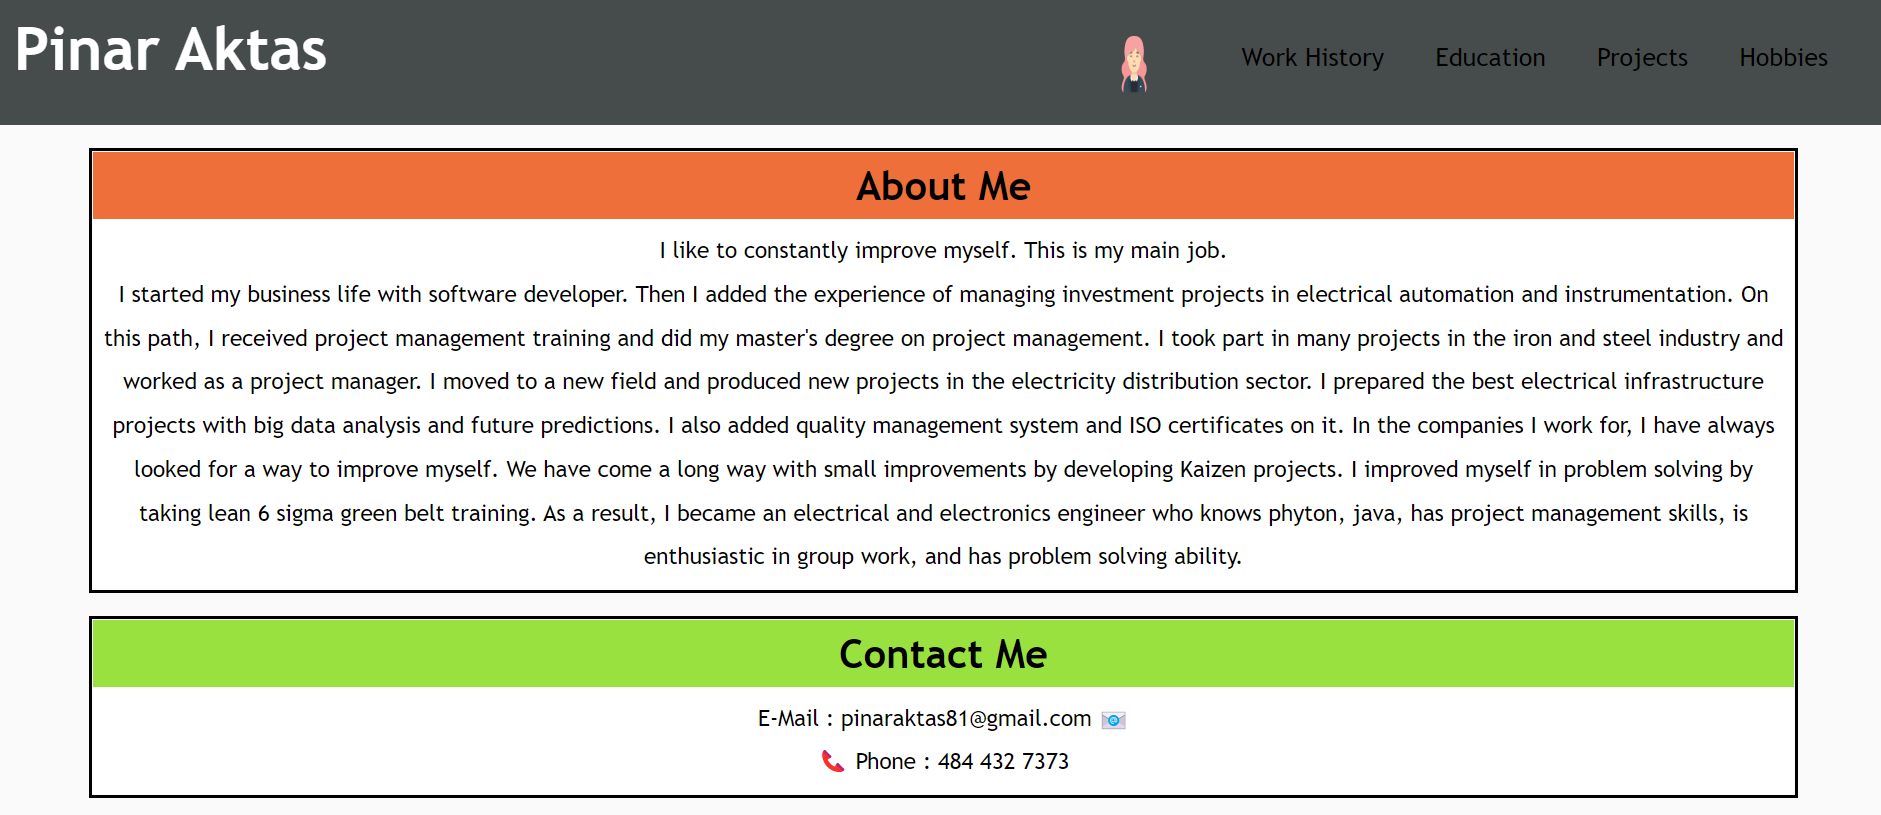 Pinar Aktas
Work History Education Projects Hobbies
About Me
I like to constantly improve myself. This is my main job.
I started my business life with software developer. Then I added the experience of managing investment projects in electrical automation and instrumentation. On
this path, I received project management training and did my master's degree on project management. I took part in many projects in the iron and steel industry and
worked as a project manager. I moved to a new field and produced new projects in the electricity distribution sector. I prepared the best electrical infrastructure
projects with big data analysis and future predictions. I also added quality management system and ISO certificates on it. In the companies I work for, I have always
looked for a way to improve myself. We have come a long way with small improvements by developing Kaizen projects. I improved myself in problem solving by
taking lean 6 sigma green belt training. As a result, I became an electrical and electronics engineer who knows phyton, java, has project management skills, is
enthusiastic in group work, and has problem solving ability.
Contact Me
E-Mail : pinaraktas81@gmail.com
Phone : 484 432 7373